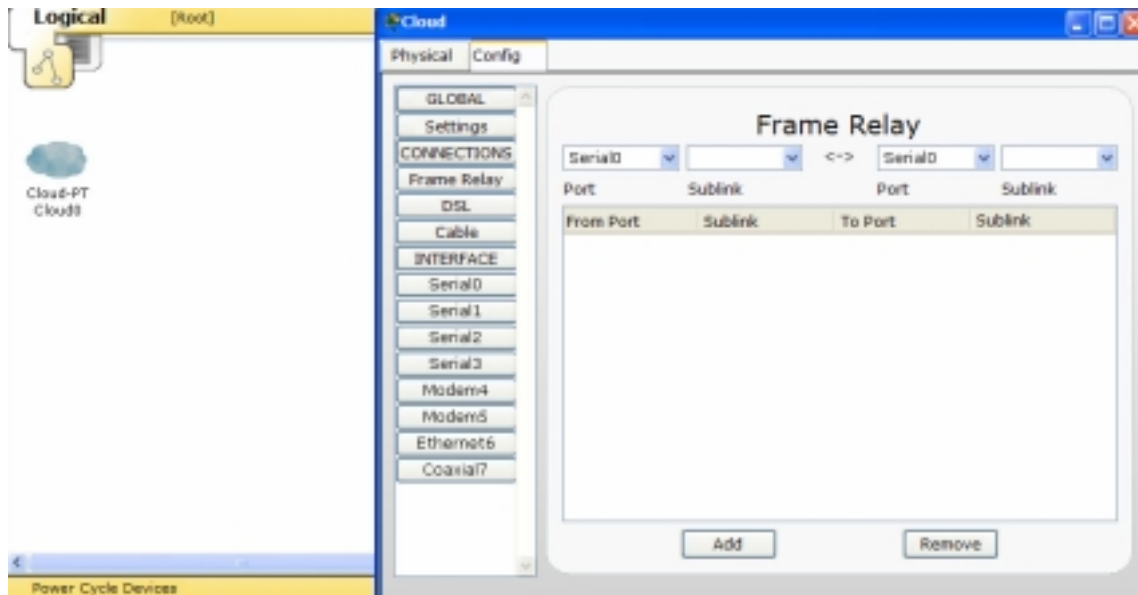 Logical [Root]
Cloud-PT
Cloud0
Power Cycle Devices
Cloud
Physical Config
GLOBAL
Settings
CONNECTIONS
Frame Relay
DSL
Cable
INTERFACE
Serial0
Serial1
Serial2
Serial3
Modem4
Modem5
Ethernet6
Coaxial7
Frame Relay
Serial0 <-> Serial0
Port Sublink Port Sublink
From Port Sublink To Port Sublink
Add Remove